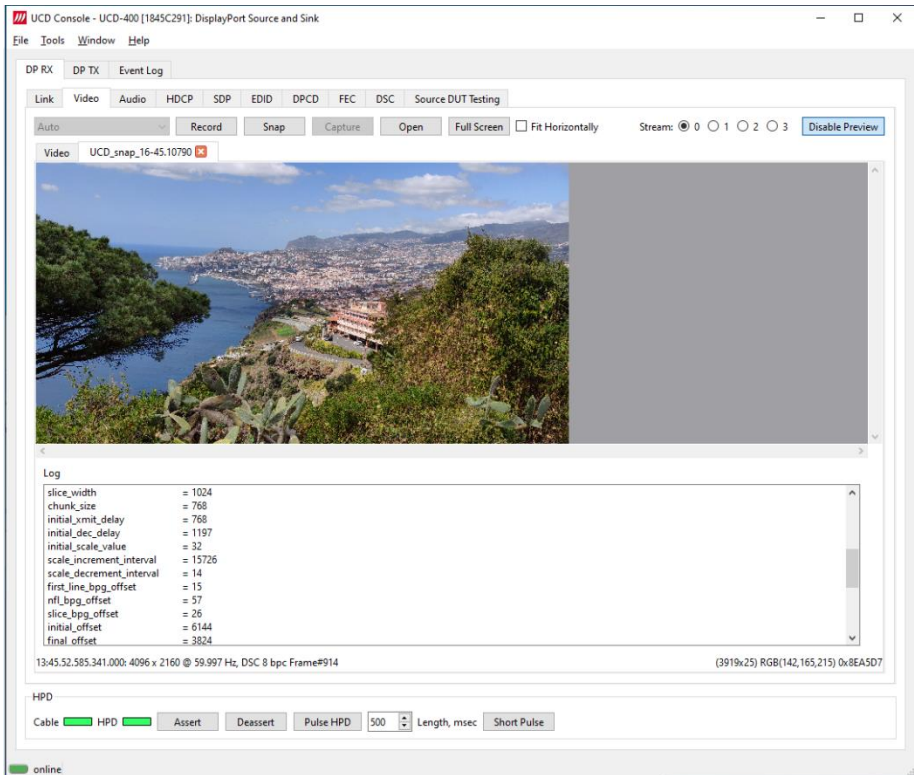 UCD Console - UCD-400 [1845C291]: DisplayPort Source and Sink
File Tools Window Help
DP RX DP TX Event Log
Link Video Audio HDCP SDP EDID DPCD FEC DSC Source DUT Testing
Auto Record Snap Capture Open Full Screen Fit Horizontally Stream: 0 1 2 3 Disable Preview
Video UCD_snap_16-45.10790
Log
slice_width = 1024
chunk_size = 768
initial_xmit_delay = 768
initial_dec_delay = 1197
initial_scale_value = 32
scale_increment_interval = 15726
scale_decrement_interval = 14
first_line_bpg_offset = 15
nfl_bpg_offset = 57
slice_bpg_offset = 26
initial_offset = 6144
final_offset = 3824
13:45.52.585.341.000: 4096 x 2160 @ 59.997 Hz, DSC 8 bpc Frame#914 (3919x25) RGB(142,165,215) 0x8EA5D7
HPD
Cable HPD Assert Deassert Pulse HPD 500 Length, msec Short Pulse
online